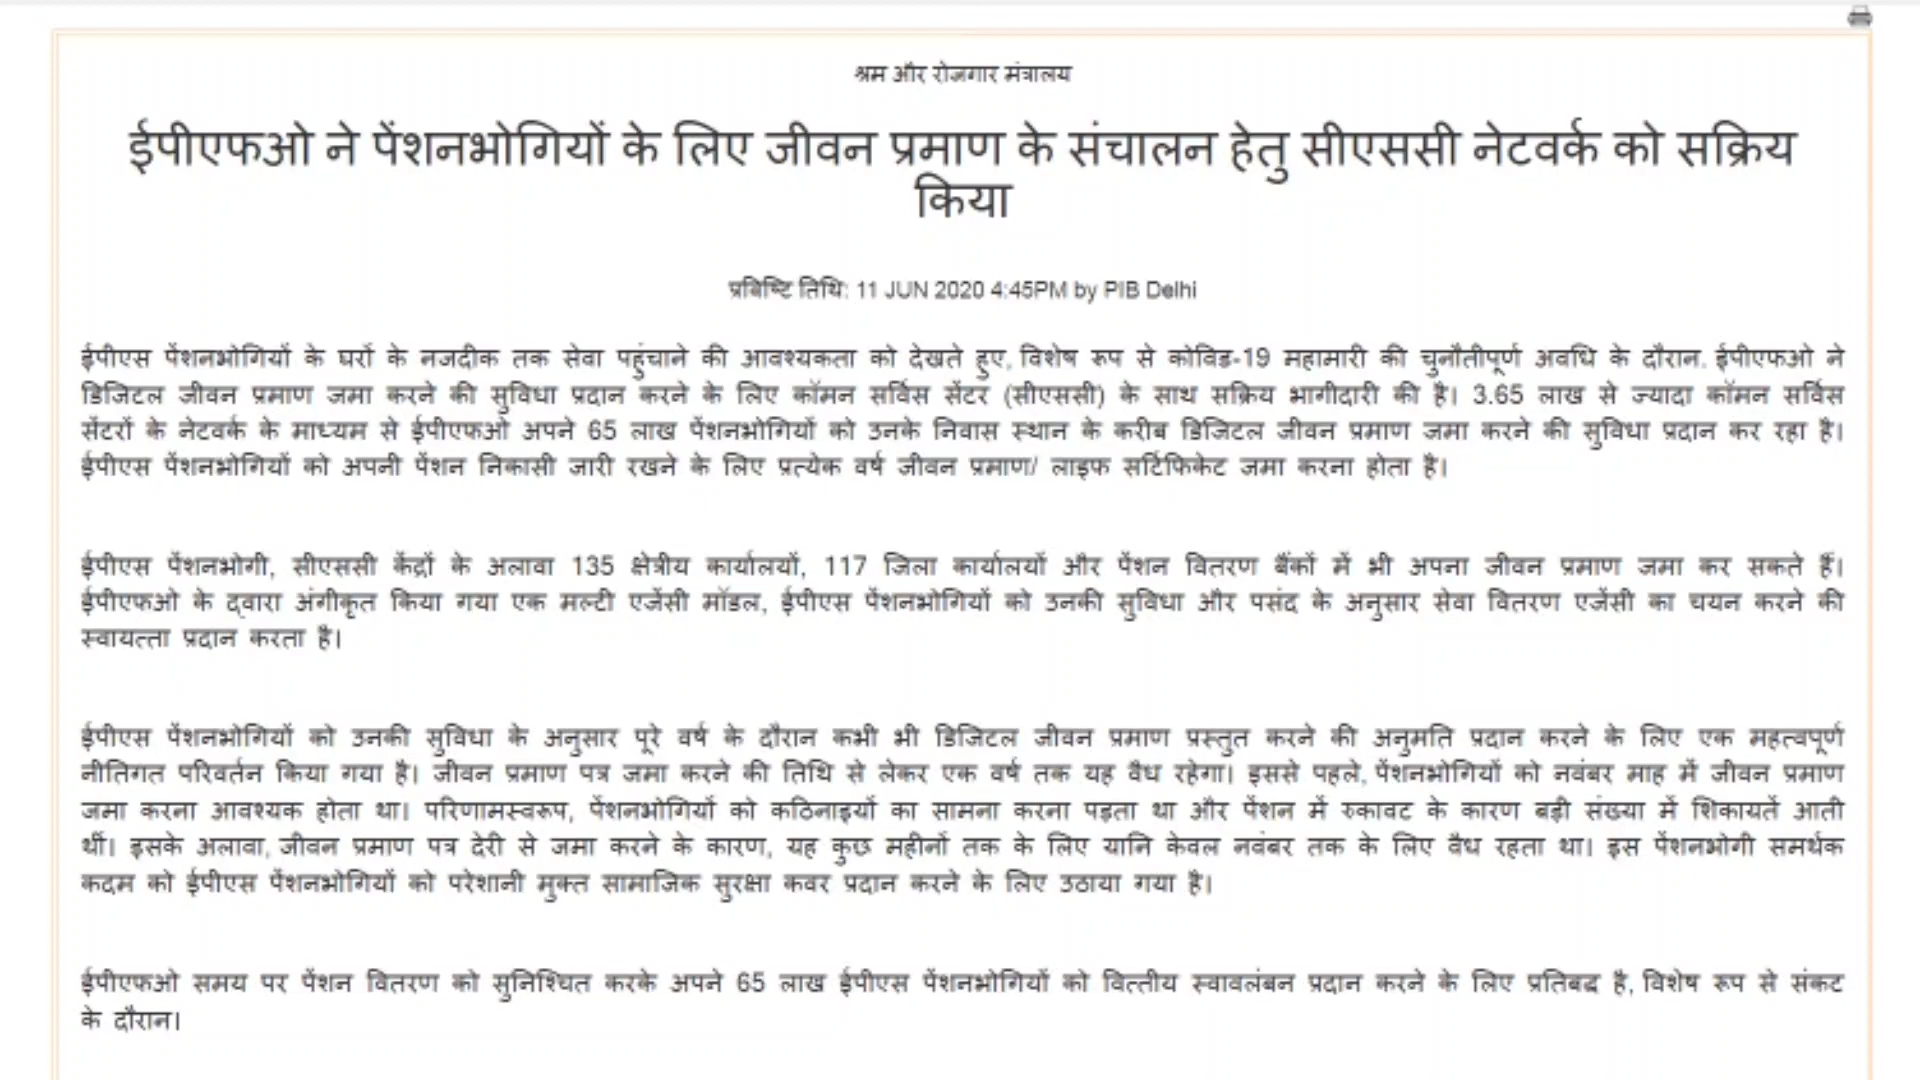 श्रम और रोजगार मंत्रालय
ईपीएफओ ने पेंशनभोगियों के लिए जीवन प्रमाण के संचालन हेतु सीएससी नेटवर्क को सक्रिय
किया
प्रविष्टि तिथि: 11 JUN 2020 4:45PM by PIB Delhi
ईपीएस पेंशनभोगियों के घरों के नजदीक तक सेवा पहुंचाने की आवश्यकता को देखते हुए, विशेष रूप से कोविड-19 महामारी की चुनौतीपूर्ण अवधि के दौरान. ईपीएफओ ने
डिजिटल जीवन प्रमाण जमा करने की सुविधा प्रदान करने के लिए कॉमन सर्विस सेंटर (सीएससी) के साथ सक्रिय भागीदारी की है। 3.65 लाख से ज्यादा कॉमन सर्विस
सेंटरों के नेटवर्क के माध्यम से ईपीएफओ अपने 65 लाख पेंशनभोगियों को उनके निवास स्थान के करीब डिजिटल जीवन प्रमाण जमा करने की सुविधा प्रदान कर रहा है।
ईपीएस पेंशनभोगियों को अपनी पेंशन निकासी जारी रखने के लिए प्रत्येक वर्ष जीवन प्रमाण/ लाइफ सर्टिफिकेट जमा करना होता है।
ईपीएस पेंशनभोगी, सीएससी केंद्रों के अलावा 135 क्षेत्रीय कार्यालयों, 117 जिला कार्यालयों और पेंशन वितरण बैंकों में भी अपना जीवन प्रमाण जमा कर सकते हैं।
ईपीएफओ के द्वारा अंगीकृत किया गया एक मल्टी एजेंसी मॉडल, ईपीएस पेंशनभोगियों को उनकी सुविधा और पसंद के अनुसार सेवा वितरण एजेंसी का चयन करने की
स्वायत्ता प्रदान करता है।
ईपीएस पेंशनभोगियों को उनकी सुविधा के अनुसार पूरे वर्ष के दौरान कभी भी डिजिटल जीवन प्रमाण प्रस्तुत करने की अनुमति प्रदान करने के लिए एक महत्वपूर्ण
नीतिगत परिवर्तन किया गया है। जीवन प्रमाण पत्र जमा करने की तिथि से लेकर एक वर्ष तक यह वैध रहेगा। इससे पहले, पेंशनभोगियों को नवंबर माह में जीवन प्रमाण
जमा करना आवश्यक होता था। परिणामस्वरूप, पेंशनभोगियों को कठिनाइयों का सामना करना पड़ता था और पेंशन में रुकावट के कारण बड़ी संख्या में शिकायतें आती
थीं। इसके अलावा, जीवन प्रमाण पत्र देरी से जमा करने के कारण, यह कुछ महीनों तक के लिए यानि केवल नवंबर तक के लिए वैध रहता था। इस पेंशनभोगी समर्थक
कदम को ईपीएस पेंशनभोगियों को परेशानी मुक्त सामाजिक सुरक्षा कवर प्रदान करने के लिए उठाया गया है।
ईपीएफओ समय पर पेंशन वितरण को सुनिश्चित करके अपने 65 लाख ईपीएस पेंशनभोगियों को वित्तीय स्वावलंबन प्रदान करने के लिए प्रतिबद्ध है, विशेष रूप से संकट
के दौरान।